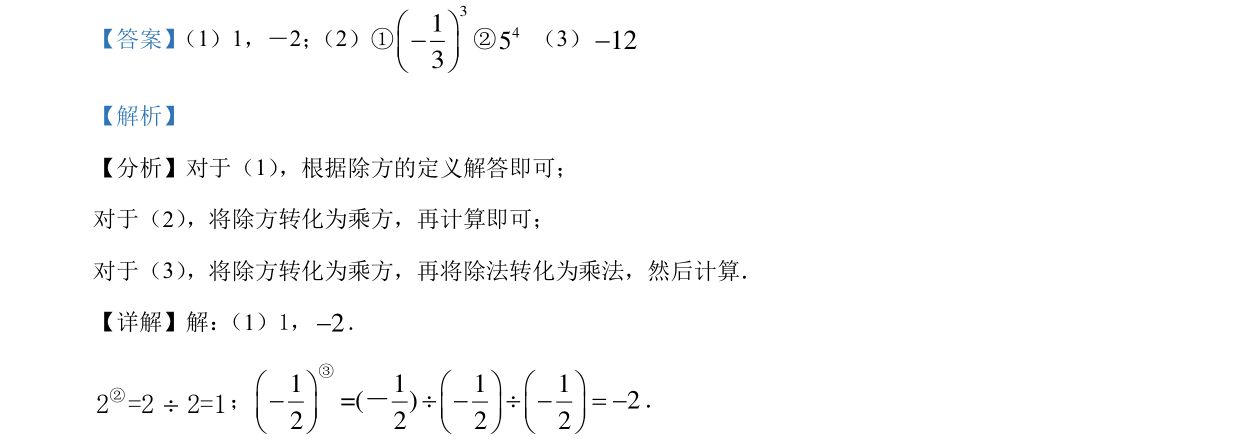 【答案】（1）1，－2；（2）①(−1/3)³ ②5⁴ （3）−12
【解析】
【分析】对于（1），根据除方的定义解答即可；
对于（2），将除方转化为乘方，再计算即可；
对于（3），将除方转化为乘方，再将除法转化为乘法，然后计算．
【详解】解：（1）1，−2．
2^②=2÷2=1；(−1/2)^③=(−1/2)÷(−1/2)÷(−1/2)=−2．